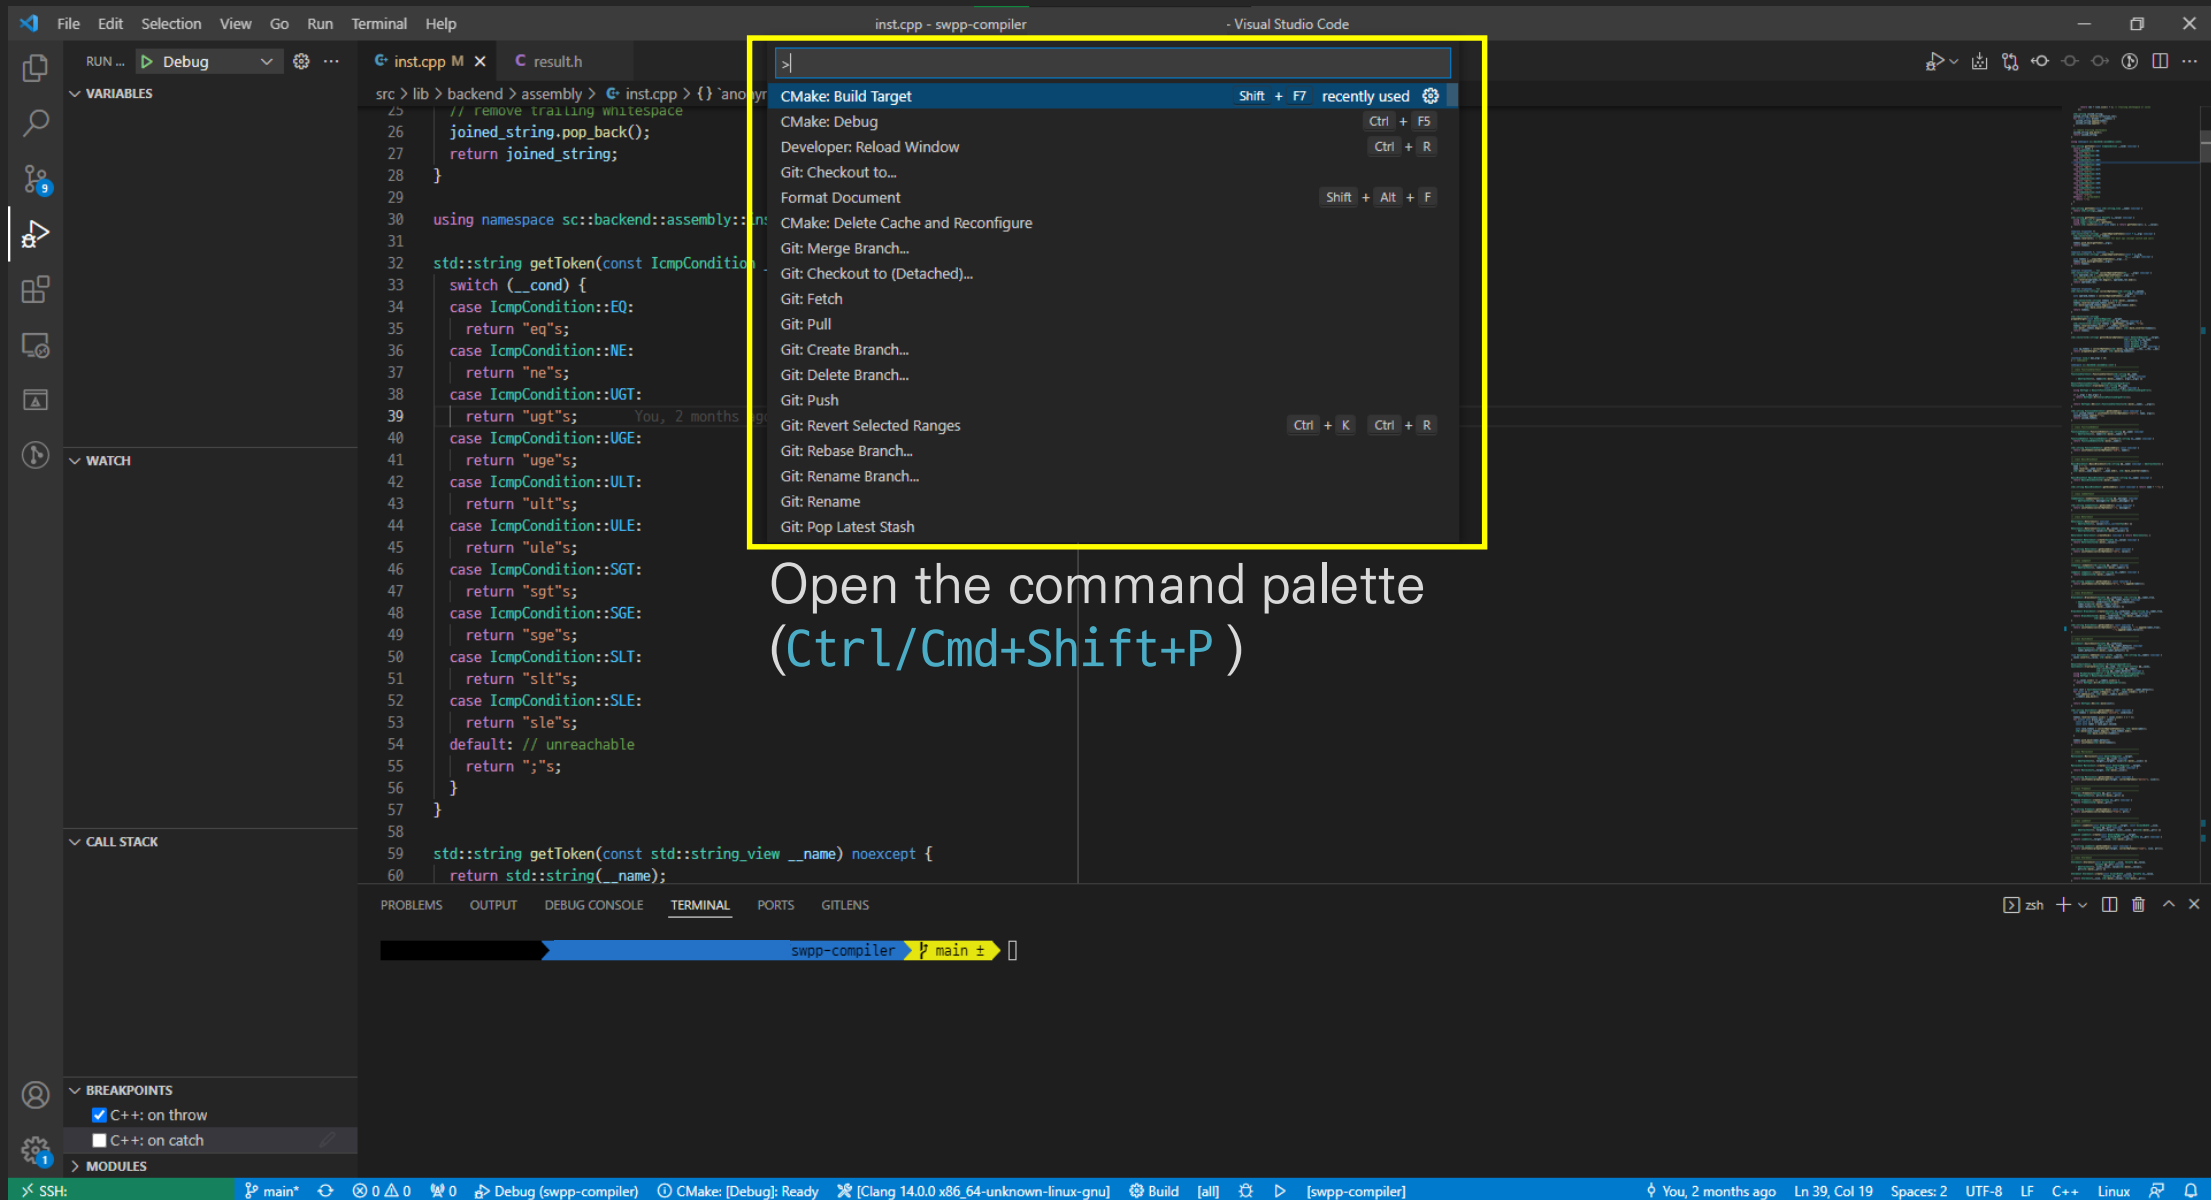 File Edit Selection View Go Run Terminal Help
inst.cpp - swpp-compiler - Visual Studio Code
RUN ... Debug
inst.cpp M
result.h
src > lib > backend > assembly > inst.cpp > {} `anonyr
VARIABLES
WATCH
CALL STACK
BREAKPOINTS
C++: on throw
C++: on catch
MODULES
9
1
25 // remove trailing whitespace
26 joined_string.pop_back();
27 return joined_string;
28 }
29
30 using namespace sc::backend::assembly::ins
31
32 std::string getToken(const IcmpCondition _
33 switch (__cond) {
34 case IcmpCondition::EQ:
35 return "eq"s;
36 case IcmpCondition::NE:
37 return "ne"s;
38 case IcmpCondition::UGT:
39 return "ugt"s; You, 2 months ago
40 case IcmpCondition::UGE:
41 return "uge"s;
42 case IcmpCondition::ULT:
43 return "ult"s;
44 case IcmpCondition::ULE:
45 return "ule"s;
46 case IcmpCondition::SGT:
47 return "sgt"s;
48 case IcmpCondition::SGE:
49 return "sge"s;
50 case IcmpCondition::SLT:
51 return "slt"s;
52 case IcmpCondition::SLE:
53 return "sle"s;
54 default: // unreachable
55 return ";"s;
56 }
57 }
58
59 std::string getToken(const std::string_view __name) noexcept {
60 return std::string(__name);
>
CMake: Build Target Shift + F7 recently used
CMake: Debug Ctrl + F5
Developer: Reload Window Ctrl + R
Git: Checkout to...
Format Document Shift + Alt + F
CMake: Delete Cache and Reconfigure
Git: Merge Branch...
Git: Checkout to (Detached)...
Git: Fetch
Git: Pull
Git: Create Branch...
Git: Delete Branch...
Git: Push
Git: Revert Selected Ranges Ctrl + K Ctrl + R
Git: Rebase Branch...
Git: Rename Branch...
Git: Rename
Git: Pop Latest Stash
Open the command palette
(Ctrl/Cmd+Shift+P)
PROBLEMS OUTPUT DEBUG CONSOLE TERMINAL PORTS GITLENS
zsh
swpp-compiler main ±
SSH: main* 0 0 0 Debug (swpp-compiler) CMake: [Debug]: Ready [Clang 14.0.0 x86_64-unknown-linux-gnu] Build [all] [swpp-compiler] You, 2 months ago Ln 39, Col 19 Spaces: 2 UTF-8 LF C++ Linux